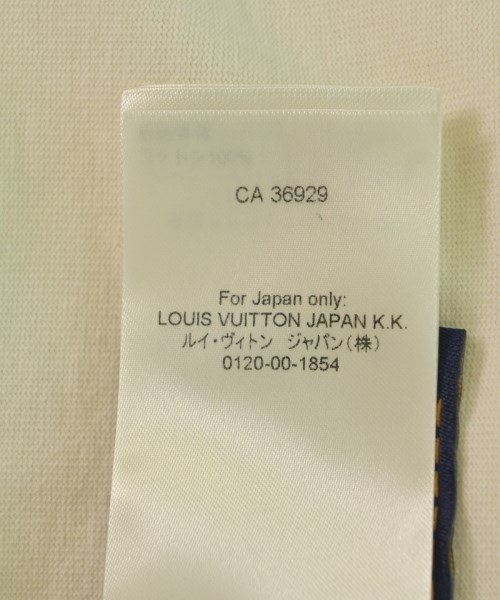 CA 36929
For Japan only:
LOUIS VUITTON JAPAN K.K.
ルイ・ヴィトン ジャパン(株)
0120-00-1854